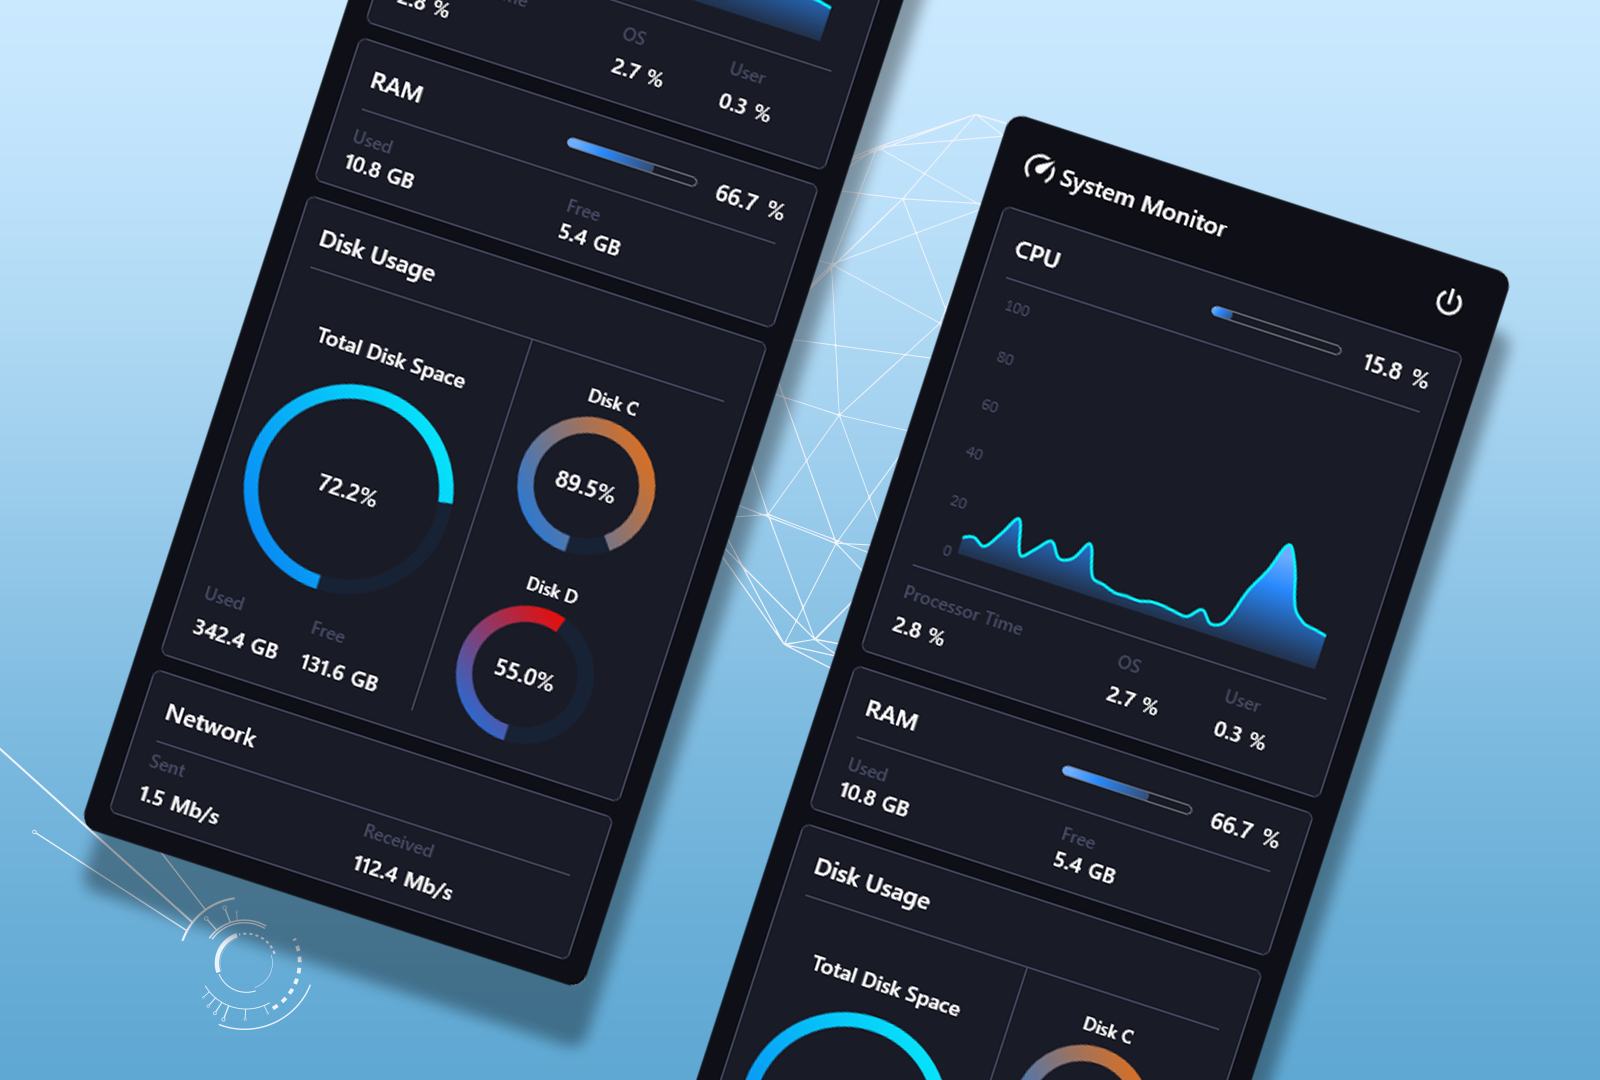 2.8 %
OS
2.7 %
User
0.3 %
RAM
66.7 %
Used
10.8 GB
Free
5.4 GB
Disk Usage
Total Disk Space
72.2%
Used
342.4 GB
Free
131.6 GB
Disk C
89.5%
Disk D
55.0%
Network
Sent
1.5 Mb/s
Received
112.4 Mb/s
System Monitor
CPU
15.8 %
100
80
60
40
20
0
Processor Time
2.8 %
OS
2.7 %
User
0.3 %
RAM
66.7 %
Used
10.8 GB
Free
5.4 GB
Disk Usage
Total Disk Space
Disk C